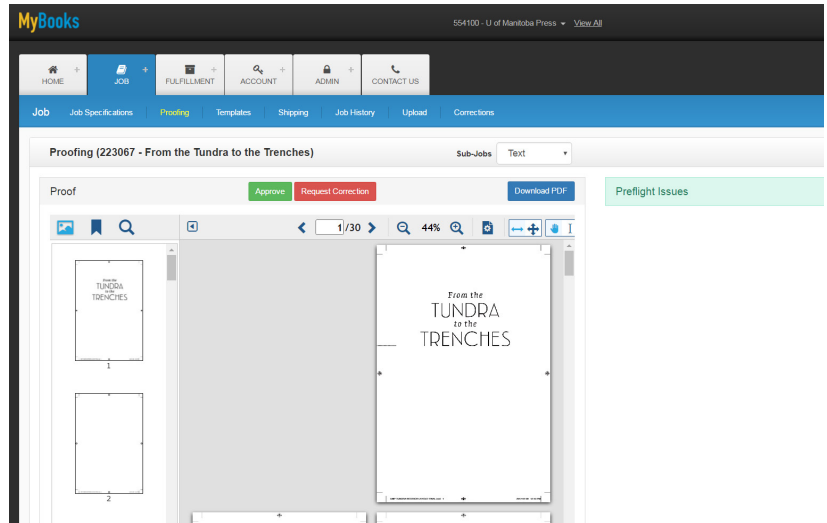 MyBooks
554100 - U of Manitoba Press View All
HOME
JOB
FULFILLMENT
ACCOUNT
ADMIN
CONTACT US
Job Job Specifications Proofing Templates Shipping Job History Upload Corrections
Proofing (223067 - From the Tundra to the Trenches)
Sub-Jobs Text
Proof Approve Request Correction Download PDF
Preflight Issues
1/30 44%
From the
TUNDRA
to the
TRENCHES
1
2
From the
TUNDRA
to the
TRENCHES